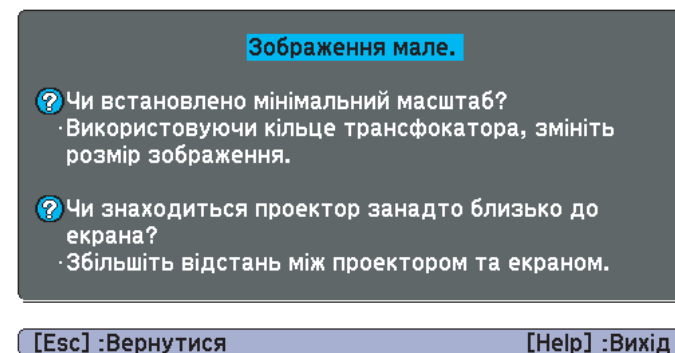 Зображення мале.
?Чи встановлено мінімальний масштаб?
·Використовуючи кільце трансфокатора, змініть
розмір зображення.
?Чи знаходиться проектор занадто близько до
екрана?
·Збільшіть відстань між проектором та екраном.
[Esc] :Вернутися [Help] :Вихід